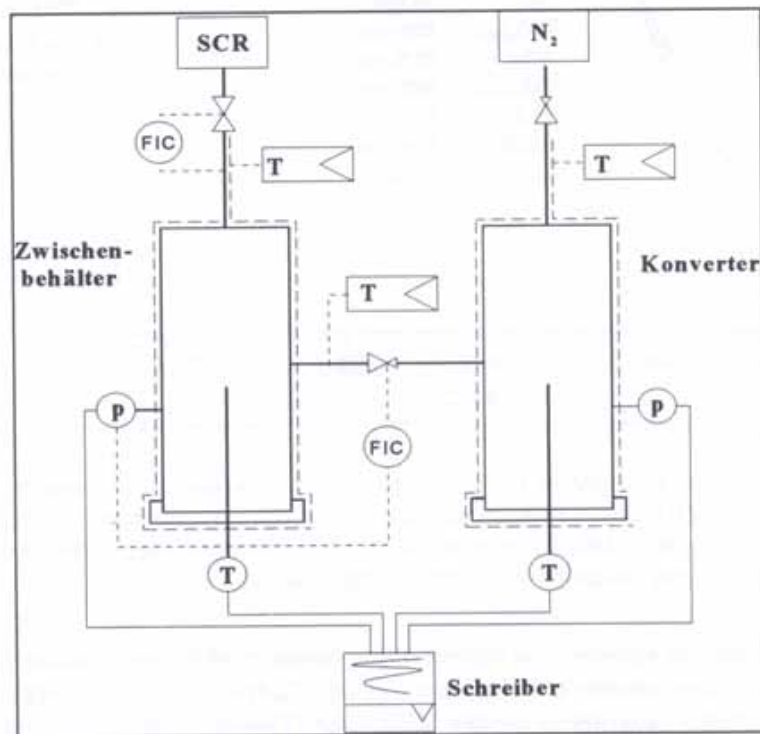 SCR
N₂
FIC
T
T
Zwischen-
behälter
Konverter
T
p
FIC
p
T
T
Schreiber